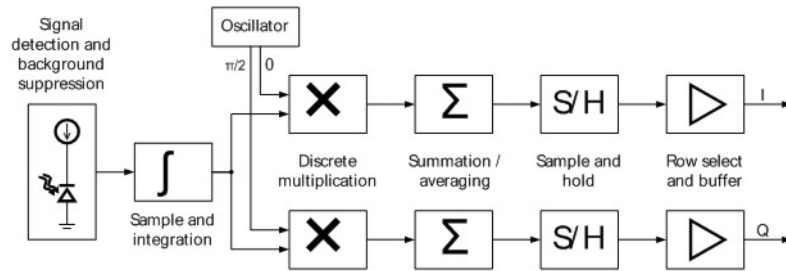 Signal
detection and
background
suppression
Oscillator
π/2
0
S/H
I
Discrete
multiplication
Summation /
averaging
Sample and
hold
Row select
and buffer
Sample and
integration
S/H
Q